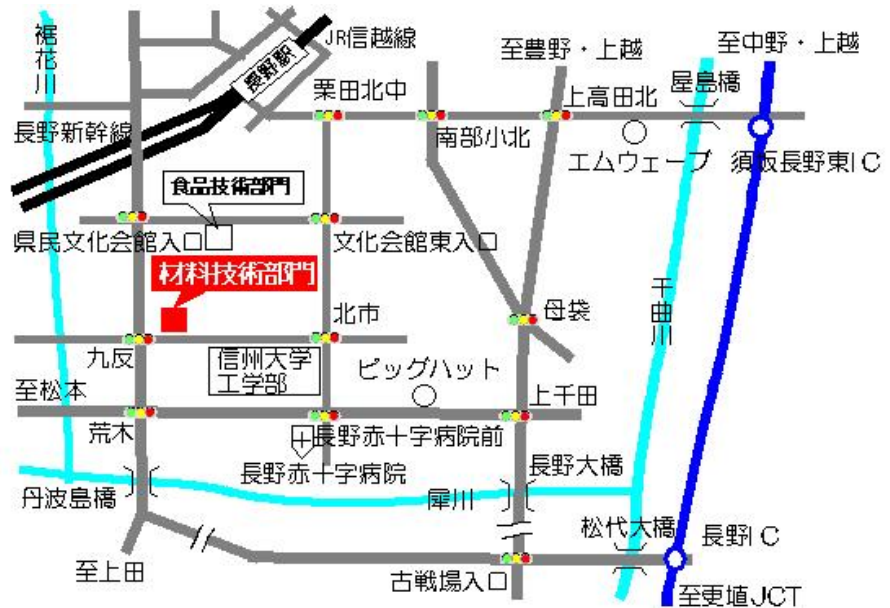 裾花川
長野駅
JR信越線
至豊野・上越
至中野・上越
栗田北中
上高田北
屋島橋
長野新幹線
南部小北
エムウェーブ
須坂長野東IC
食品技術部門
県民文化会館入口
文化会館東入口
材料技術部門
千曲川
北市
母袋
九反
信州大学
工学部
ビッグハット
至松本
上千田
荒木
長野赤十字病院前
長野赤十字病院
長野大橋
丹波島橋
犀川
松代大橋
長野IC
至上田
古戦場入口
至更埴JCT